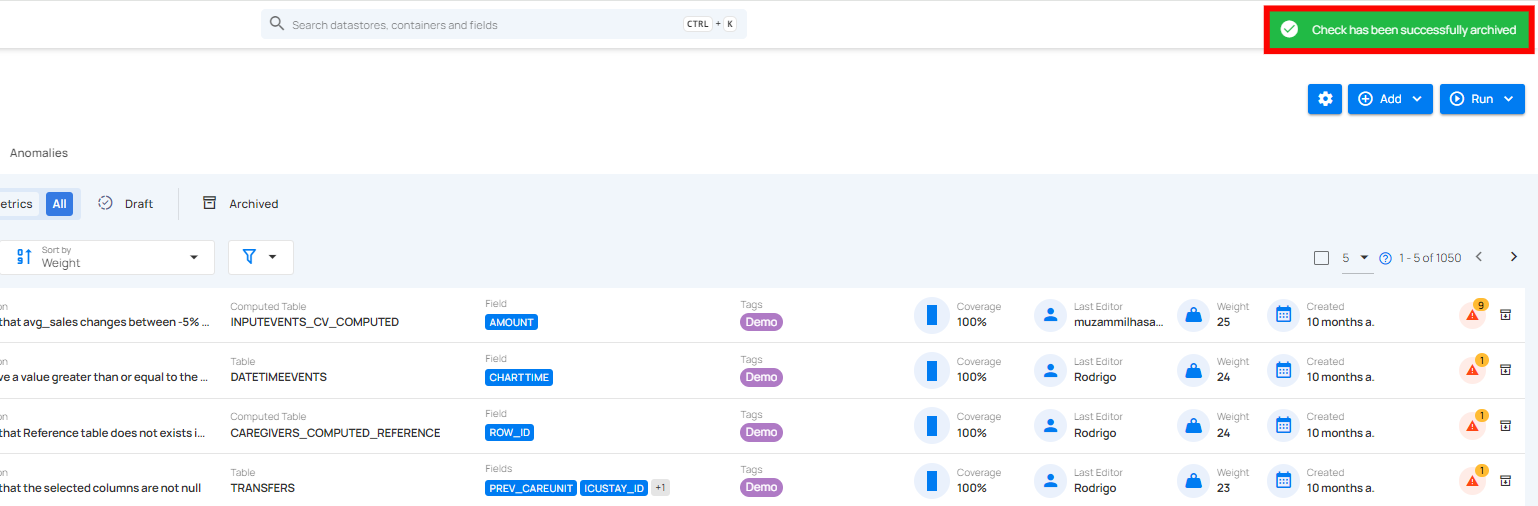 Search datastores, containers and fields CTRL + K
Check has been successfully archived
Add Run
Anomalies
etrics All Draft Archived
Sort by
Weight
5 1 - 5 of 1050
on Computed Table Field Tags Coverage Last Editor Weight Created 9
that avg_sales changes between -5% ... INPUTEVENTS_CV_COMPUTED AMOUNT Demo 100% muzammilhasa... 25 10 months a.
on Table Field Tags Coverage Last Editor Weight Created 1
ve a value greater than or equal to the ... DATETIMEEVENTS CHARTTIME Demo 100% Rodrigo 24 10 months a.
on Computed Table Field Tags Coverage Last Editor Weight Created 1
that Reference table does not exists i... CAREGIVERS_COMPUTED_REFERENCE ROW_ID Demo 100% Rodrigo 24 10 months a.
on Table Fields Tags Coverage Last Editor Weight Created 1
that the selected columns are not null TRANSFERS PREV_CAREUNIT ICUSTAY_ID +1 Demo 100% Rodrigo 23 10 months a.